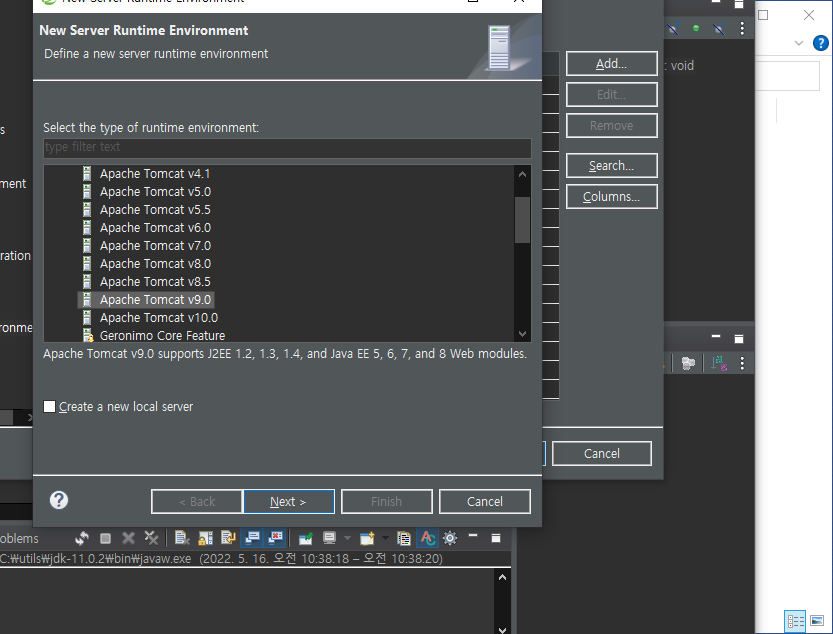 New Server Runtime Environment
New Server Runtime Environment
Define a new server runtime environment
Select the type of runtime environment:
type filter text
Apache Tomcat v4.1
Apache Tomcat v5.0
Apache Tomcat v5.5
Apache Tomcat v6.0
Apache Tomcat v7.0
Apache Tomcat v8.0
Apache Tomcat v8.5
Apache Tomcat v9.0
Apache Tomcat v10.0
Geronimo Core Feature
Apache Tomcat v9.0 supports J2EE 1.2, 1.3, 1.4, and Java EE 5, 6, 7, and 8 Web modules.
Create a new local server
< Back
Next >
Finish
Cancel
Add...
Edit...
Remove
Search...
Columns...
Cancel
: void
s
ment
ration
ronme
oblems
C:₩utils₩jdk-11.0.2₩bin₩javaw.exe (2022. 5. 16. 오전 10:38:18 – 오전 10:38:20)